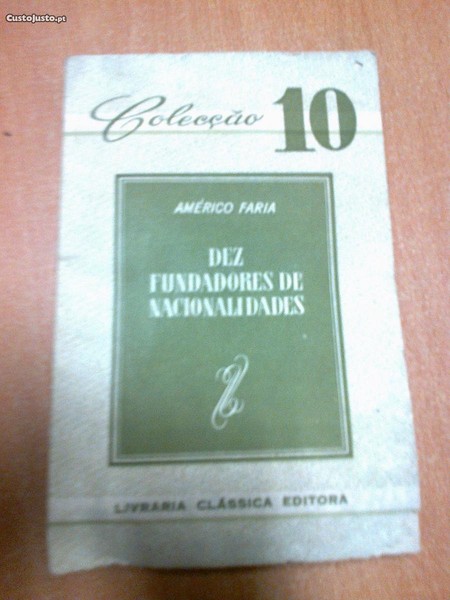 CustoJusto.pt
Colecção 10
AMÉRICO FARIA
DEZ
FUNDADORES DE
NACIONALIDADES
LIVRARIA CLÁSSICA EDITORA